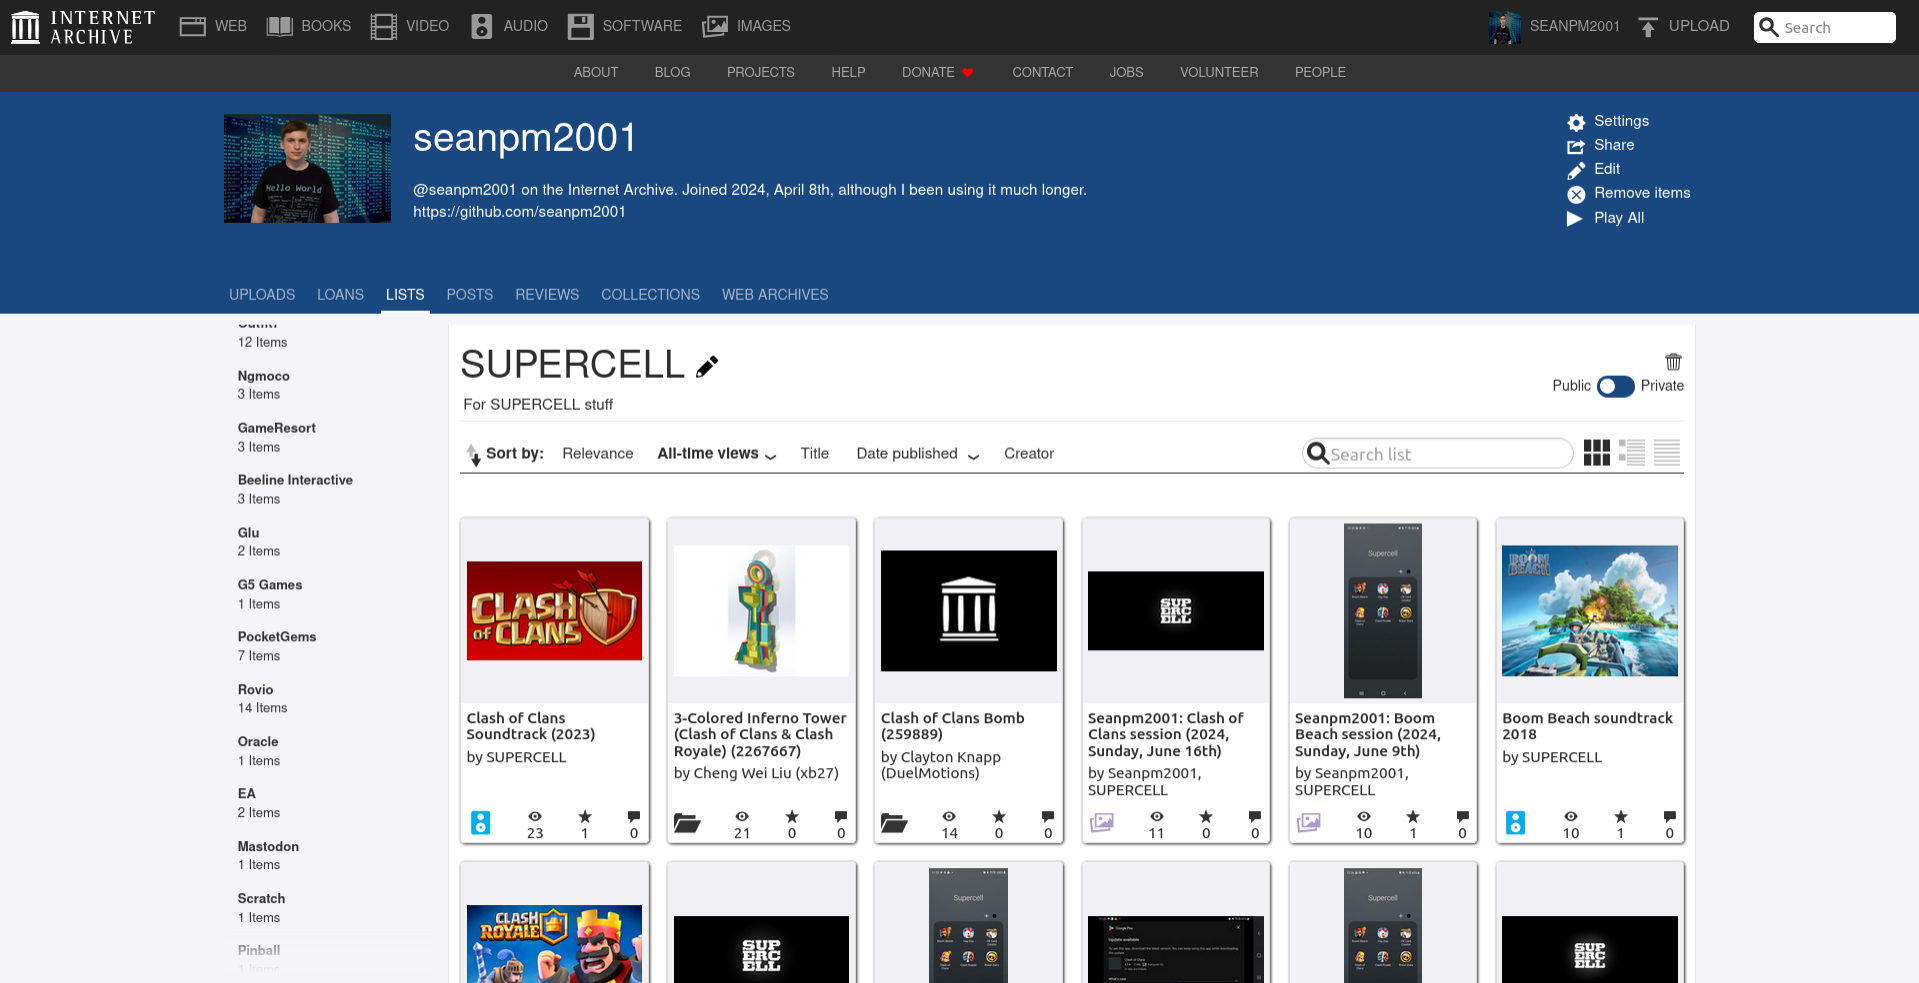 INTERNET ARCHIVE
WEB
BOOKS
VIDEO
AUDIO
SOFTWARE
IMAGES
SEANPM2001
UPLOAD
Search
ABOUT
BLOG
PROJECTS
HELP
DONATE
CONTACT
JOBS
VOLUNTEER
PEOPLE
Hello World
seanpm2001
@seanpm2001 on the Internet Archive. Joined 2024, April 8th, although I been using it much longer.
https://github.com/seanpm2001
Settings
Share
Edit
Remove items
Play All
UPLOADS
LOANS
LISTS
POSTS
REVIEWS
COLLECTIONS
WEB ARCHIVES
12 Items
Ngmoco
3 Items
GameResort
3 Items
Beeline Interactive
3 Items
Glu
2 Items
G5 Games
1 Items
PocketGems
7 Items
Rovio
14 Items
Oracle
1 Items
EA
2 Items
Mastodon
1 Items
Scratch
1 Items
Pinball
1 Items
SUPERCELL
For SUPERCELL stuff
Public
Private
Sort by:
Relevance
All-time views
Title
Date published
Creator
Search list
CLASH OF CLANS
Clash of Clans
Soundtrack (2023)
by SUPERCELL
23
1
0
3-Colored Inferno Tower
(Clash of Clans & Clash
Royale) (2267667)
by Cheng Wei Liu (xb27)
21
0
0
Clash of Clans Bomb
(259889)
by Clayton Knapp
(DuelMotions)
14
0
0
SUP
ERC
ELL
Seanpm2001: Clash of
Clans session (2024,
Sunday, June 16th)
by Seanpm2001,
SUPERCELL
11
0
0
Supercell
Seanpm2001: Boom
Beach session (2024,
Sunday, June 9th)
by Seanpm2001,
SUPERCELL
10
1
0
BOOM
BEACH
Boom Beach soundtrack
2018
by SUPERCELL
10
1
0
CLASH
ROYALE
SUP
ERC
ELL
Supercell
Google Play
Update available
Supercell
SUP
ERC
ELL